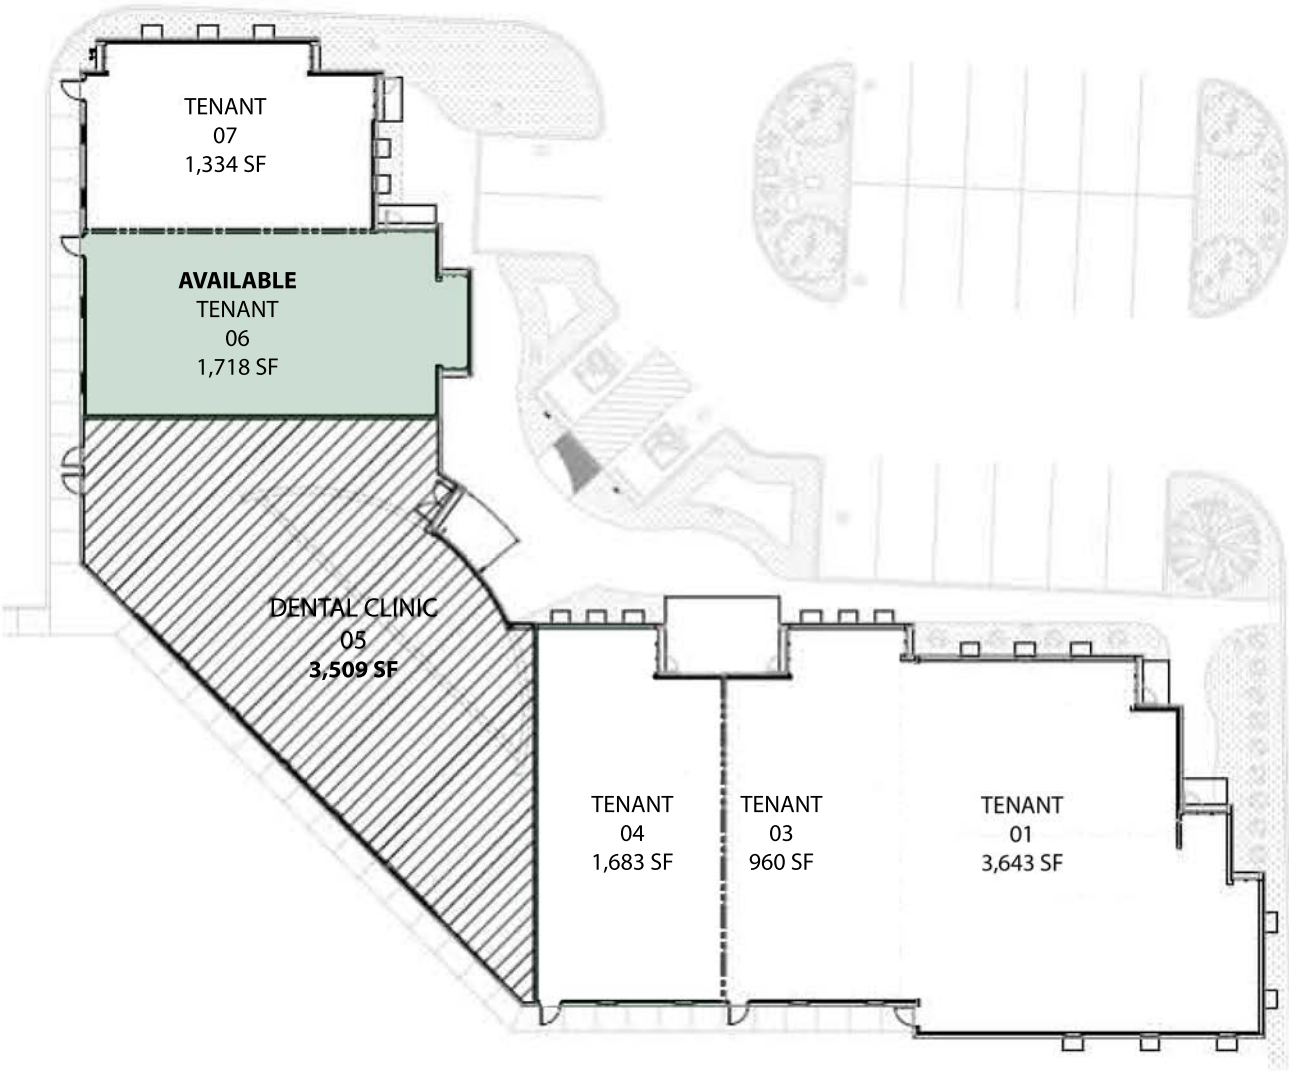 TENANT
07
1,334 SF
AVAILABLE
TENANT
06
1,718 SF
DENTAL CLINIC
05
3,509 SF
TENANT
04
1,683 SF
TENANT
03
960 SF
TENANT
01
3,643 SF